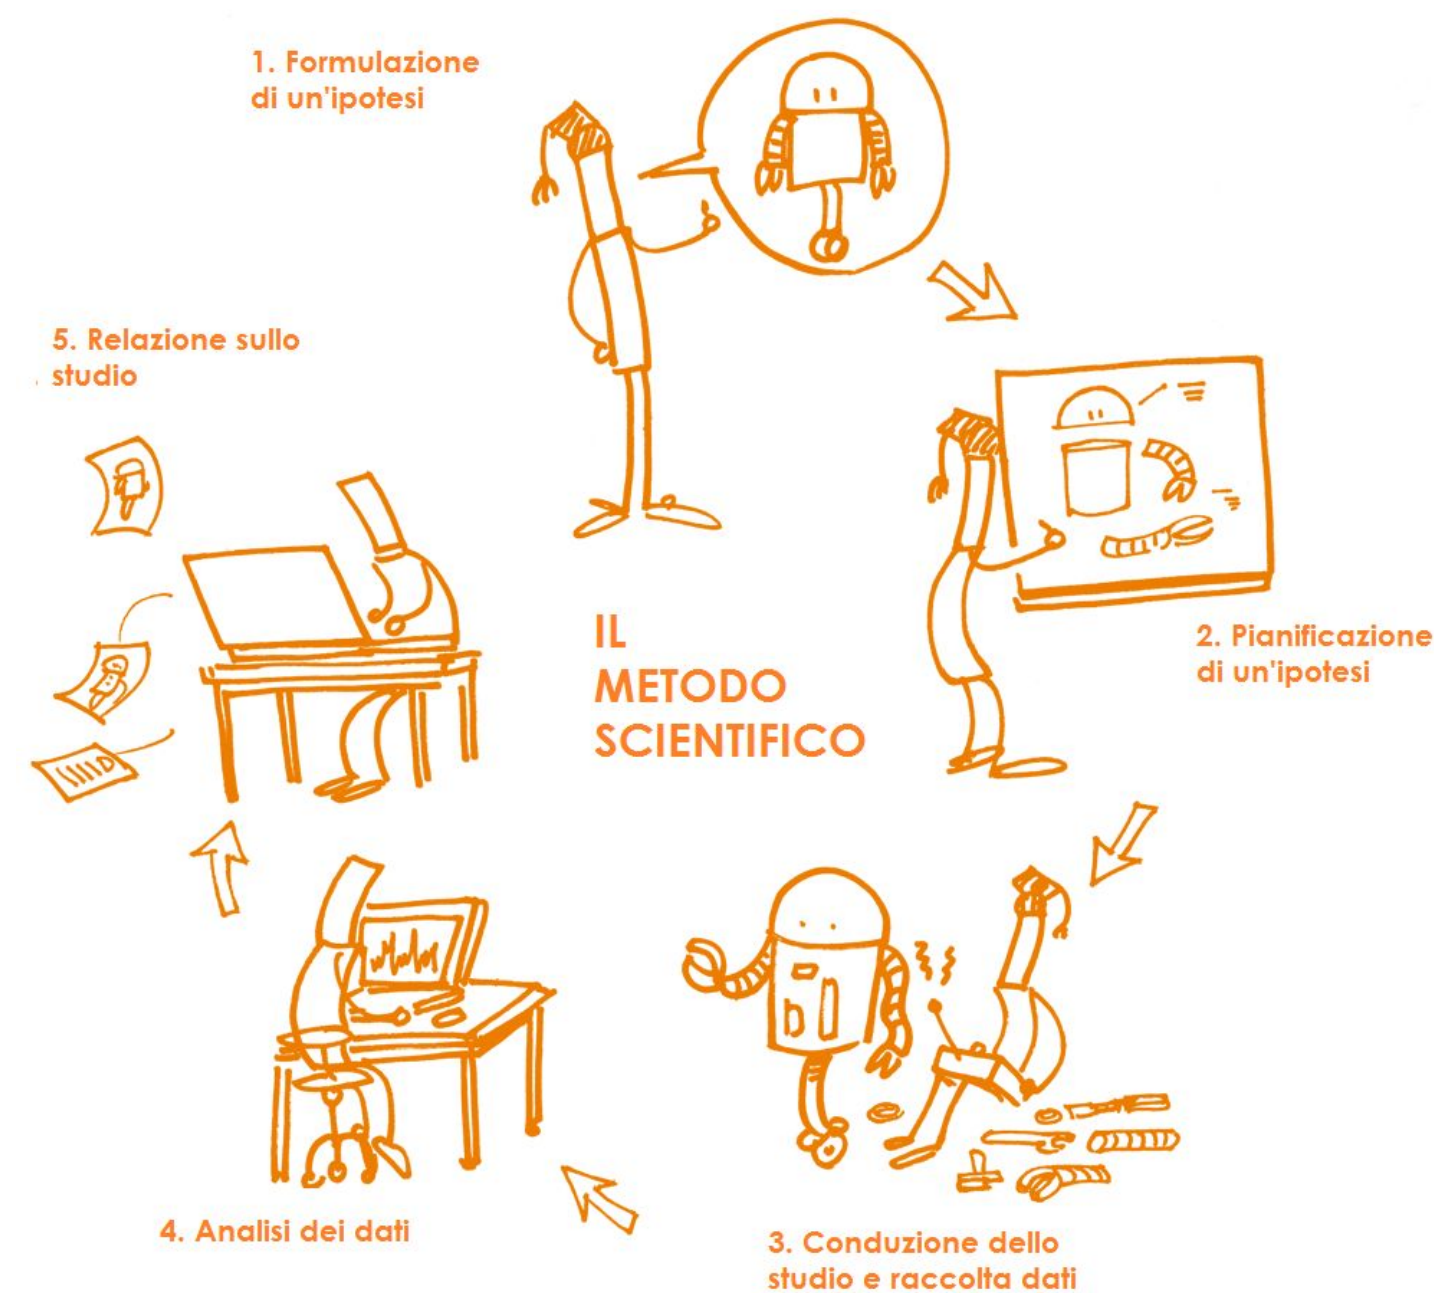 1. Formulazione
di un'ipotesi
5. Relazione sullo
studio
IL
METODO
SCIENTIFICO
2. Pianificazione
di un'ipotesi
4. Analisi dei dati
3. Conduzione dello
studio e raccolta dati